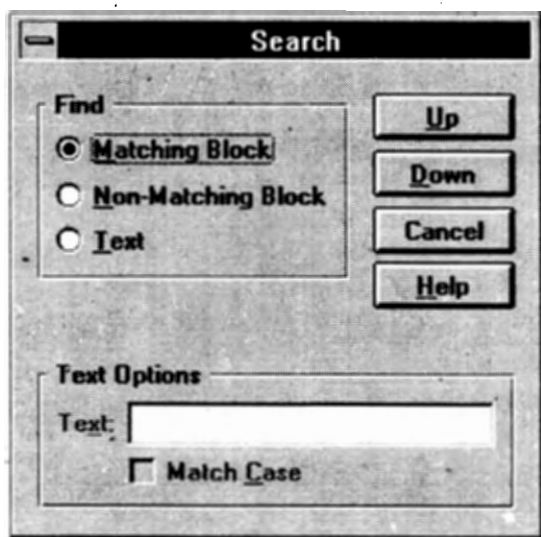 Search
Find
Matching Block
Non-Matching Block
Text
Up
Down
Cancel
Help
Text Options
Text:
Match Case